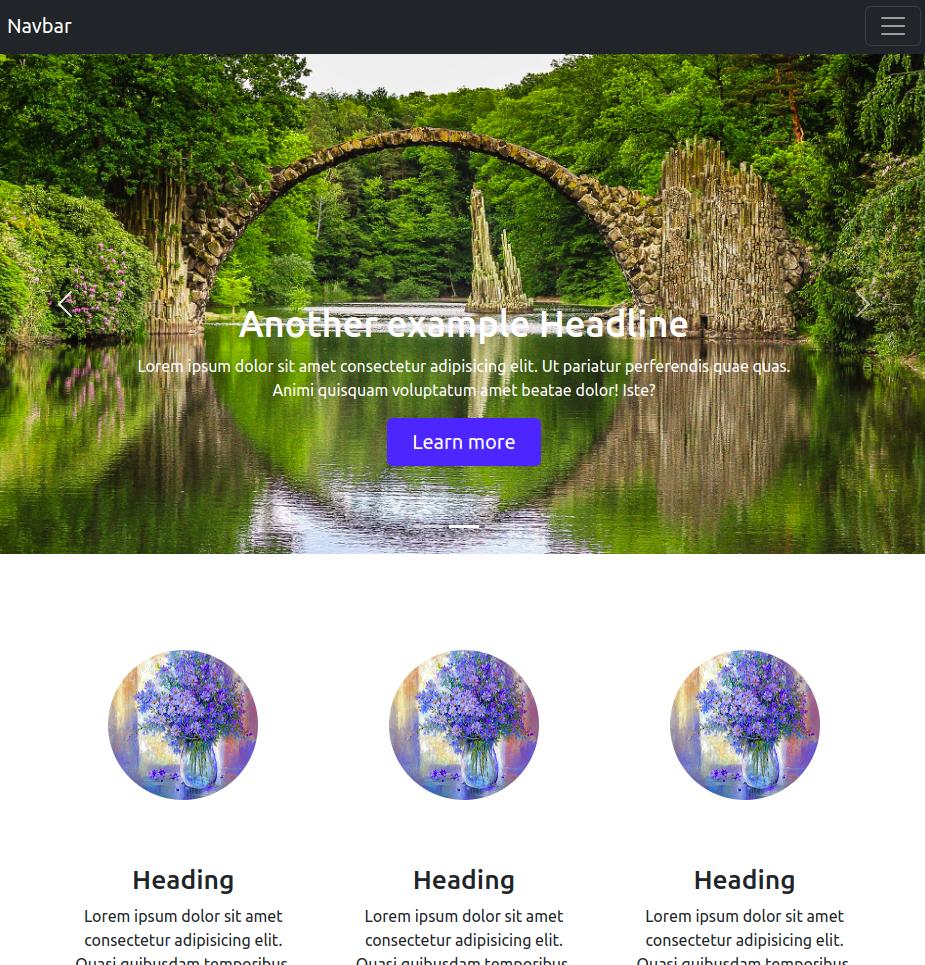 Navbar
Another example Headline
Lorem ipsum dolor sit amet consectetur adipisicing elit. Ut pariatur perferendis quae quas.
Animi quisquam voluptatum amet beatae dolor! Iste?
Learn more
Heading
Lorem ipsum dolor sit amet
consectetur adipisicing elit.
Quasi quibusdam temporibus
Heading
Lorem ipsum dolor sit amet
consectetur adipisicing elit.
Quasi quibusdam temporibus
Heading
Lorem ipsum dolor sit amet
consectetur adipisicing elit.
Quasi quibusdam temporibus